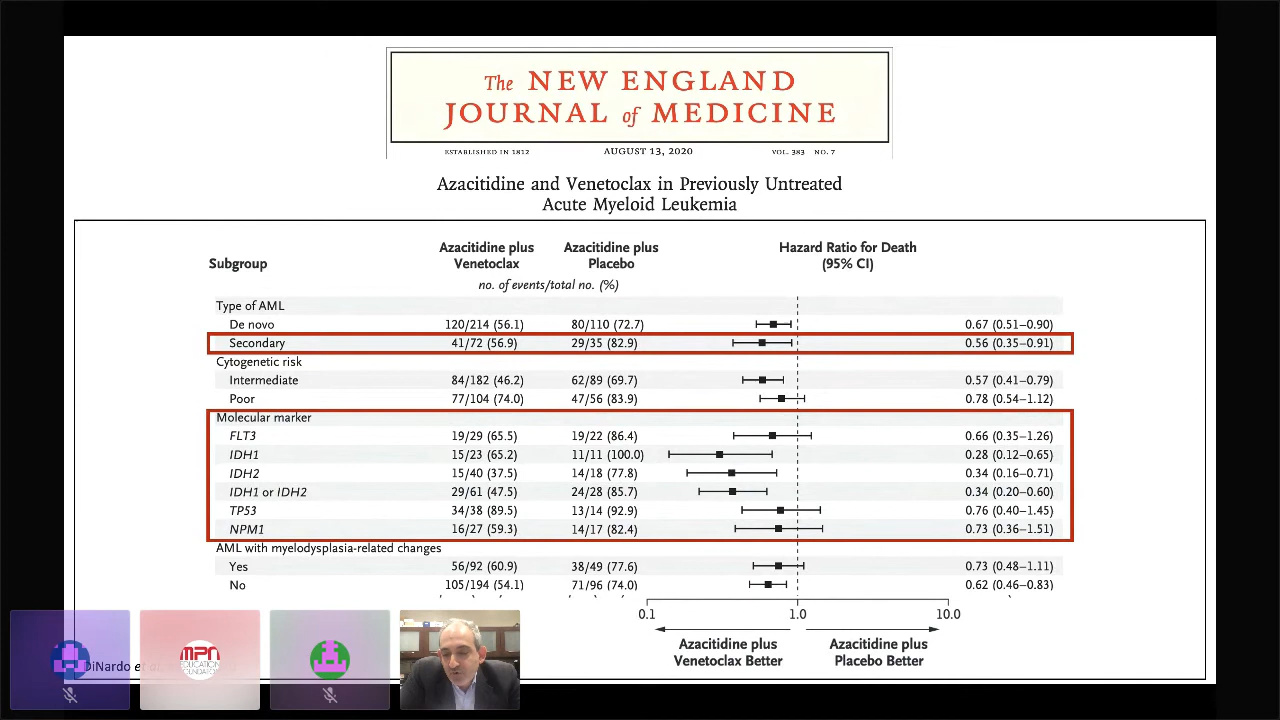 The NEW ENGLAND
JOURNAL of MEDICINE
ESTABLISHED IN 1812 AUGUST 13, 2020 VOL. 383 NO. 7
Azacitidine and Venetoclax in Previously Untreated
Acute Myeloid Leukemia
Subgroup Azacitidine plus Venetoclax Azacitidine plus Placebo Hazard Ratio for Death (95% CI)
no. of events/total no. (%)
Type of AML
De novo 120/214 (56.1) 80/110 (72.7) 0.67 (0.51–0.90)
Secondary 41/72 (56.9) 29/35 (82.9) 0.56 (0.35–0.91)
Cytogenetic risk
Intermediate 84/182 (46.2) 62/89 (69.7) 0.57 (0.41–0.79)
Poor 77/104 (74.0) 47/56 (83.9) 0.78 (0.54–1.12)
Molecular marker
FLT3 19/29 (65.5) 19/22 (86.4) 0.66 (0.35–1.26)
IDH1 15/23 (65.2) 11/11 (100.0) 0.28 (0.12–0.65)
IDH2 15/40 (37.5) 14/18 (77.8) 0.34 (0.16–0.71)
IDH1 or IDH2 29/61 (47.5) 24/28 (85.7) 0.34 (0.20–0.60)
TP53 34/38 (89.5) 13/14 (92.9) 0.76 (0.40–1.45)
NPM1 16/27 (59.3) 14/17 (82.4) 0.73 (0.36–1.51)
AML with myelodysplasia-related changes
Yes 56/92 (60.9) 38/49 (77.6) 0.73 (0.48–1.11)
No 105/194 (54.1) 71/96 (74.0) 0.62 (0.46–0.83)
0.1 1.0 10.0
Azacitidine plus Venetoclax Better Azacitidine plus Placebo Better
DiNardo et al
MPN
EDUCATION
FOUNDATION